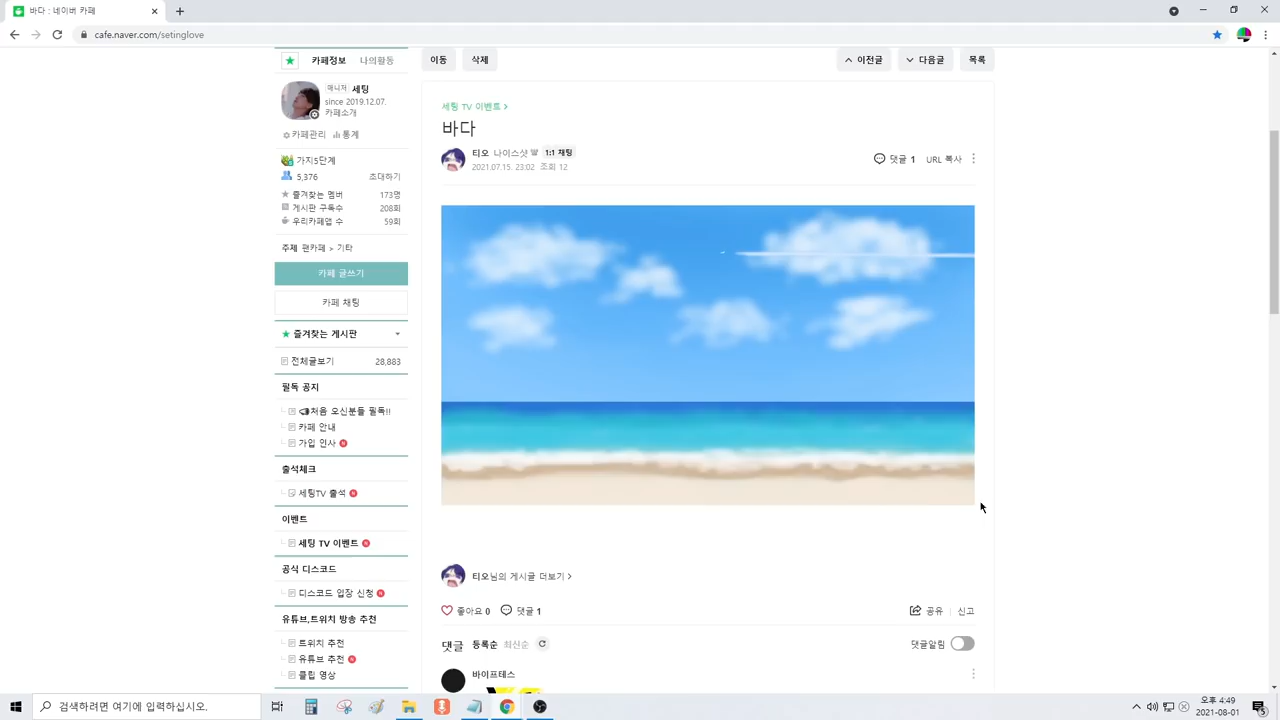 바다 : 네이버 카페
cafe.naver.com/setinglove
카페정보 나의활동
매니저 세팅
since 2019.12.07.
카페소개
카페관리 통계
가지5단계
5,376 초대하기
즐겨찾는 멤버 173명
게시판 구독수 208회
우리카페앱 수 59회
주제 팬카페 > 기타
카페 글쓰기
카페 채팅
즐겨찾는 게시판
전체글보기 28,883
필독 공지
처음 오신분들 필독!!
카페 안내
가입 인사
출석체크
세팅TV 출석
이벤트
세팅 TV 이벤트
공식 디스코드
디스코드 입장 신청
유튜브,트위치 방송 추천
트위치 추천
유튜브 추천
클립 영상
이동 삭제 이전글 다음글 목록
세팅 TV 이벤트 >
바다
티오 나이스샷 1:1 채팅
2021.07.15. 23:02 조회 12
댓글 1 URL 복사
티오님의 게시글 더보기 >
좋아요 0 댓글 1 공유 신고
댓글 등록순 최신순 댓글알림
바이프테스
검색하려면 여기에 입력하십시오.
오후 4:49
2021-08-01
5